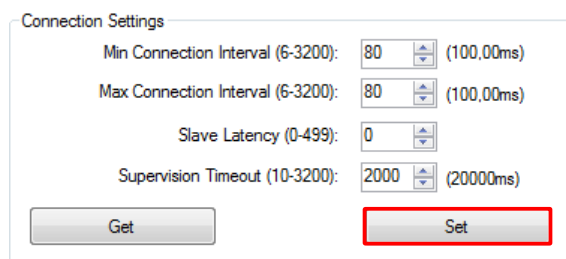 Connection Settings
Min Connection Interval (6-3200): 80 (100,00ms)
Max Connection Interval (6-3200): 80 (100,00ms)
Slave Latency (0-499): 0
Supervision Timeout (10-3200): 2000 (20000ms)
Get Set